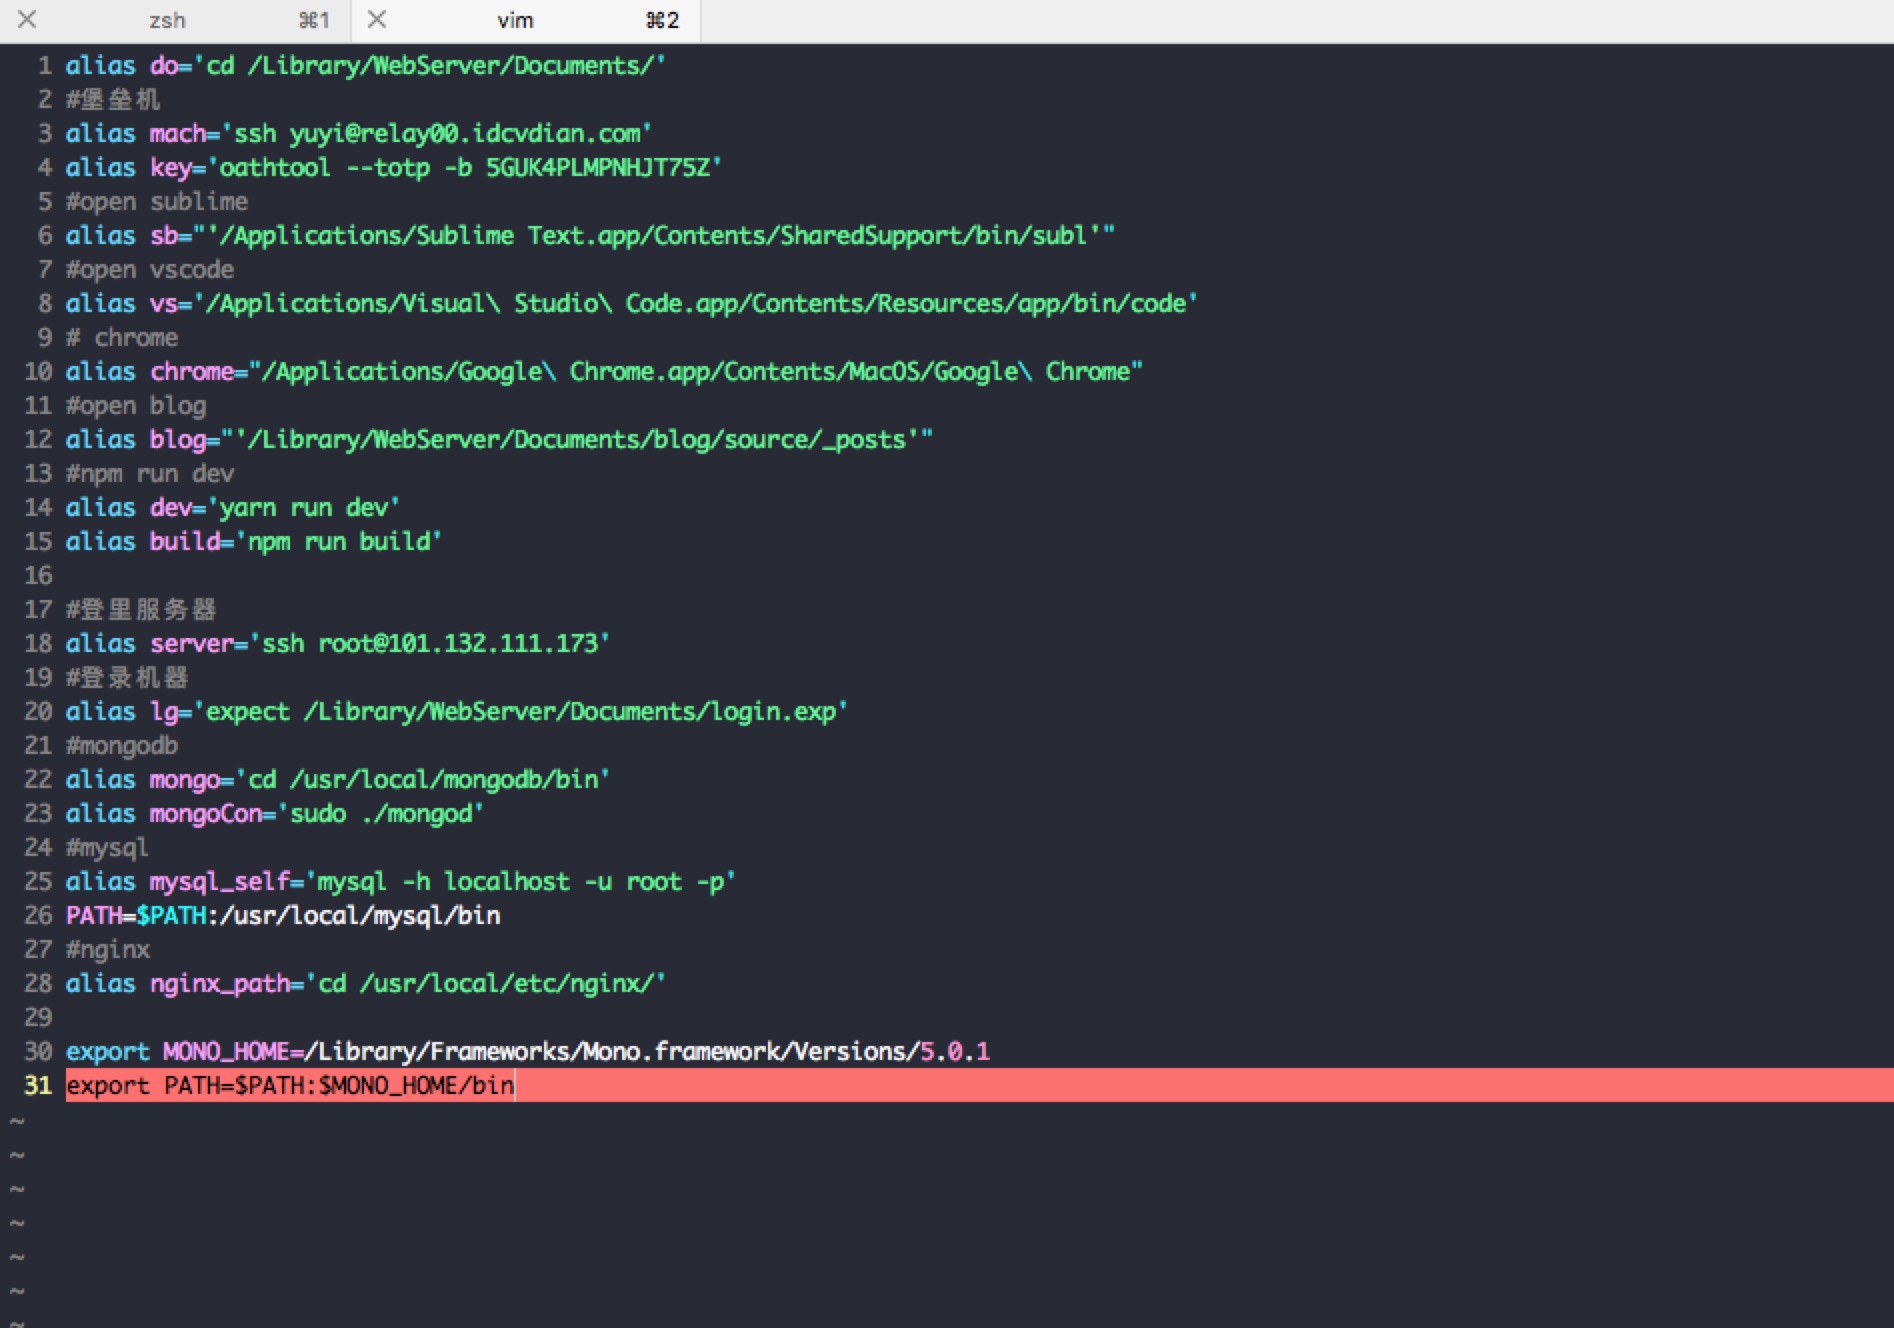 zsh ⌘1 vim ⌘2
1 alias do='cd /Library/WebServer/Documents/'
2 #堡垒机
3 alias mach='ssh yuyi@relay00.idcvdian.com'
4 alias key='oathtool --totp -b 5GUK4PLMPNHJT75Z'
5 #open sublime
6 alias sb="'/Applications/Sublime Text.app/Contents/SharedSupport/bin/subl'"
7 #open vscode
8 alias vs='/Applications/Visual\ Studio\ Code.app/Contents/Resources/app/bin/code'
9 # chrome
10 alias chrome="/Applications/Google\ Chrome.app/Contents/MacOS/Google\ Chrome"
11 #open blog
12 alias blog="'/Library/WebServer/Documents/blog/source/_posts'"
13 #npm run dev
14 alias dev='yarn run dev'
15 alias build='npm run build'
16
17 #登里服务器
18 alias server='ssh root@101.132.111.173'
19 #登录机器
20 alias lg='expect /Library/WebServer/Documents/login.exp'
21 #mongodb
22 alias mongo='cd /usr/local/mongodb/bin'
23 alias mongoCon='sudo ./mongod'
24 #mysql
25 alias mysql_self='mysql -h localhost -u root -p'
26 PATH=$PATH:/usr/local/mysql/bin
27 #nginx
28 alias nginx_path='cd /usr/local/etc/nginx/'
29
30 export MONO_HOME=/Library/Frameworks/Mono.framework/Versions/5.0.1
31 export PATH=$PATH:$MONO_HOME/bin
~
~
~
~
~
~
~